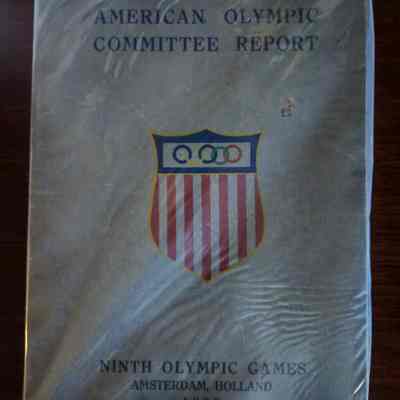 AMERICAN OLYMPIC
COMMITTEE REPORT
NINTH OLYMPIC GAMES
AMSTERDAM, HOLLAND